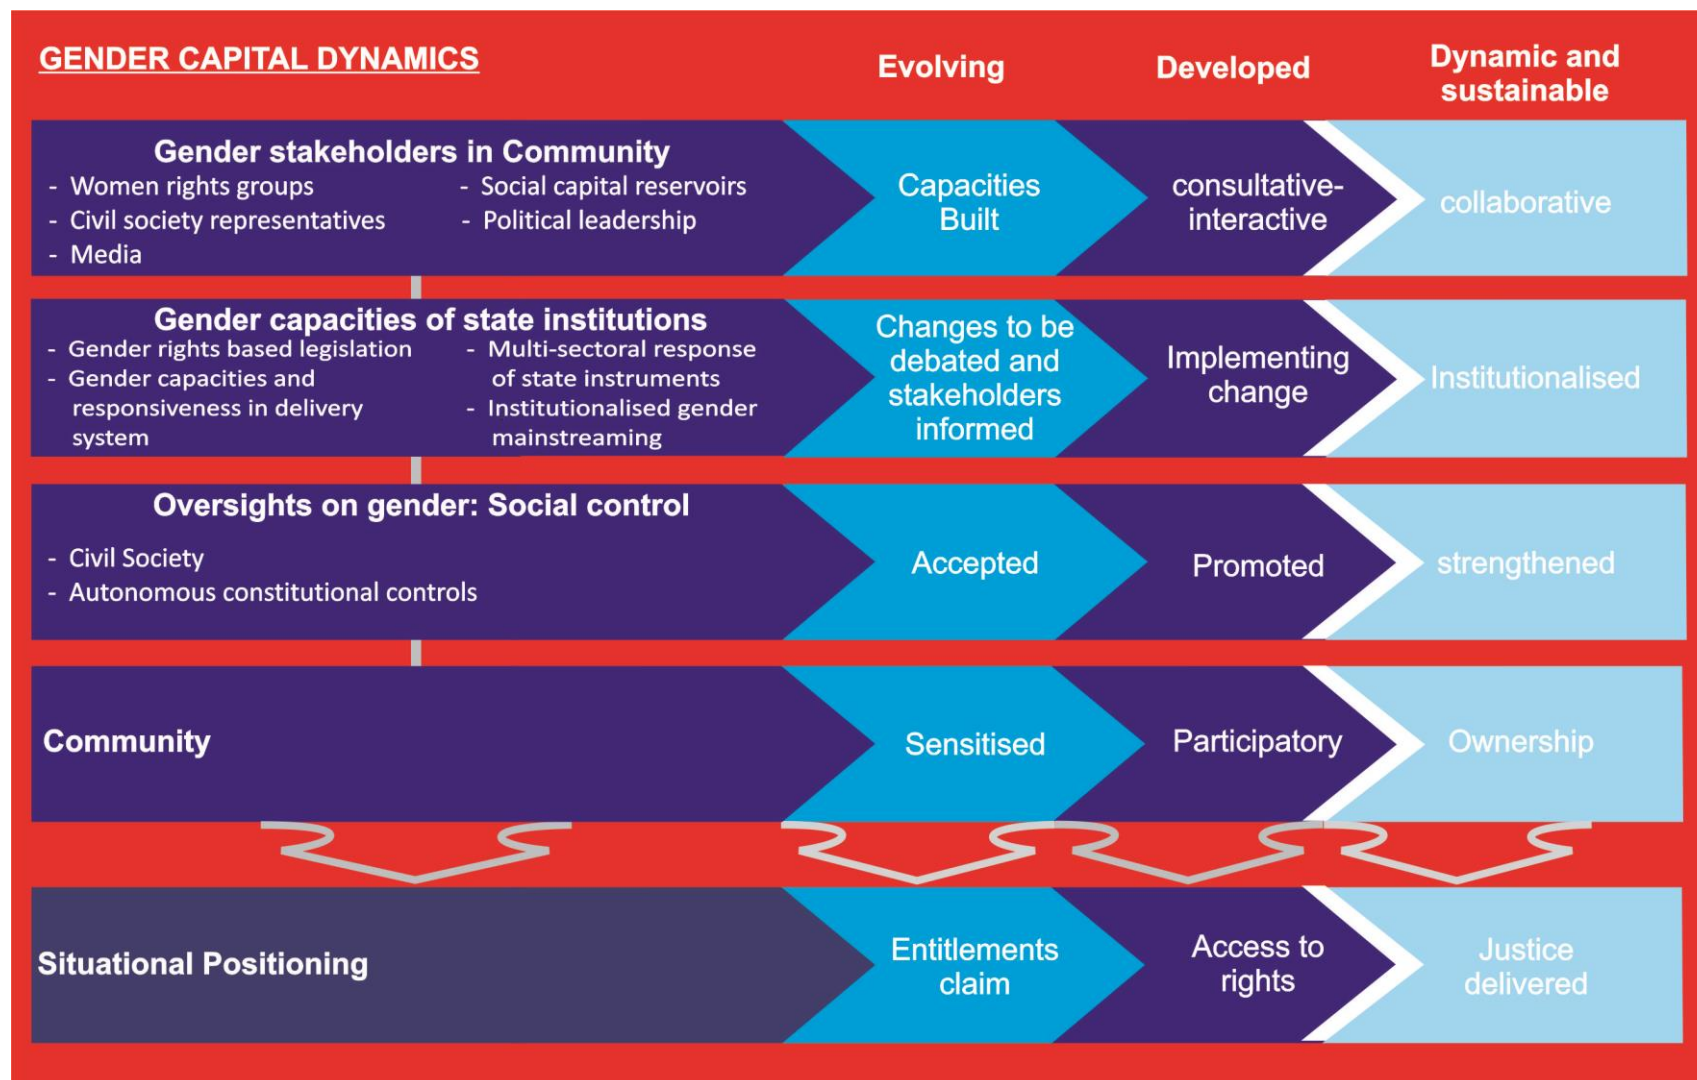 GENDER CAPITAL DYNAMICS
Evolving
Developed
Dynamic and
sustainable
Gender stakeholders in Community
- Women rights groups
- Civil society representatives
- Media
- Social capital reservoirs
- Political leadership
Capacities
Built
consultative-
interactive
collaborative
Gender capacities of state institutions
- Gender rights based legislation
- Gender capacities and
responsiveness in delivery
system
- Multi-sectoral response
of state instruments
- Institutionalised gender
mainstreaming
Changes to be
debated and
stakeholders
informed
Implementing
change
Institutionalised
Oversights on gender: Social control
- Civil Society
- Autonomous constitutional controls
Accepted
Promoted
strengthened
Community
Sensitised
Participatory
Ownership
Situational Positioning
Entitlements
claim
Access to
rights
Justice
delivered